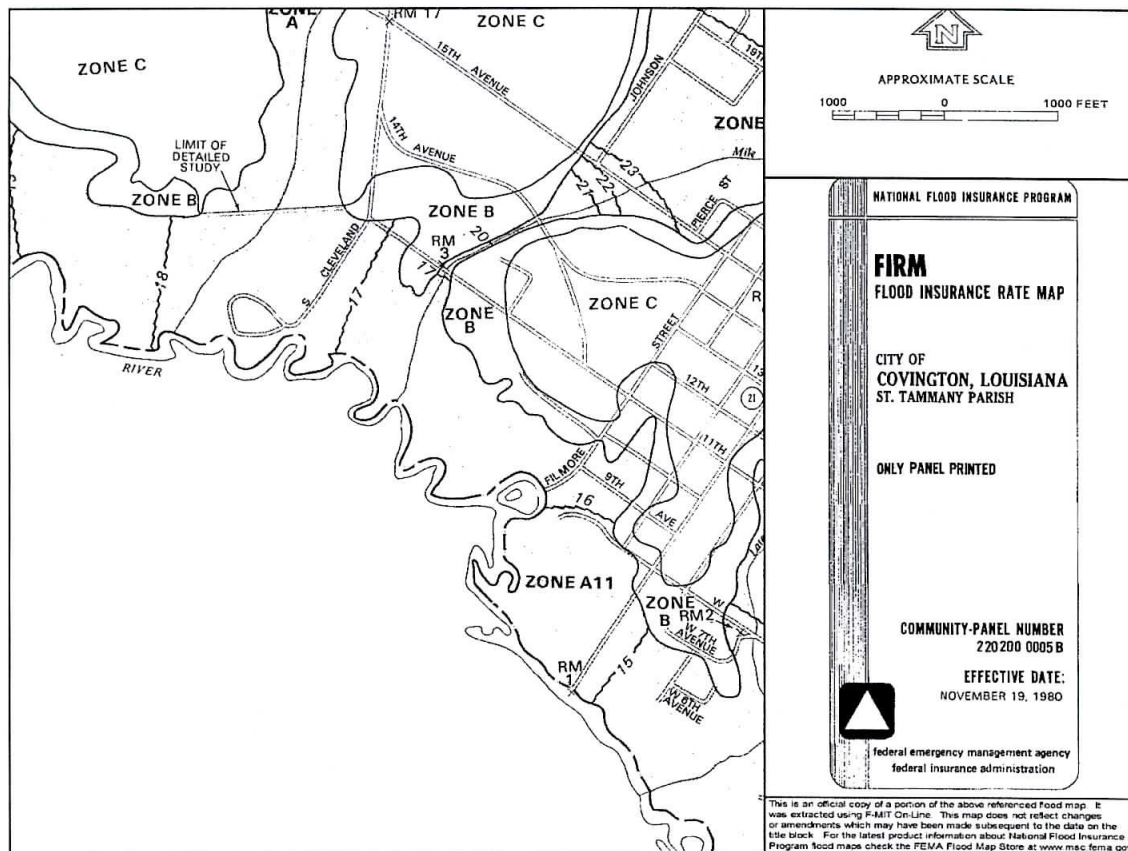 ZONE
A
RM 17
ZONE C
ZONE C
15TH AVENUE
JOHNSON
19TH
14TH AVENUE
ZONE
Mik
LIMIT OF
DETAILED
STUDY
23
22
21
ZONE B
ZONE B
PIERCE ST
20
RM
3
17
CLEVELAND
S
18
17
ZONE C
R
ZONE
B
STREET
RIVER
12TH
13
21
11TH
FILMORE
9TH
AVE
16
ZONE A11
ZONE
B
RM2
W
W 7TH
AVENUE
15
RM
1
W 6TH
AVENUE
N
APPROXIMATE SCALE
1000 0 1000 FEET
NATIONAL FLOOD INSURANCE PROGRAM
FIRM
FLOOD INSURANCE RATE MAP
CITY OF
COVINGTON, LOUISIANA
ST. TAMMANY PARISH
ONLY PANEL PRINTED
COMMUNITY-PANEL NUMBER
220200 0005 B
EFFECTIVE DATE:
NOVEMBER 19, 1980
federal emergency management agency
federal insurance administration
This is an official copy of a portion of the above referenced flood map. It
was extracted using F-MIT On-Line. This map does not reflect changes
or amendments which may have been made subsequent to the date on the
title block. For the latest product information about National Flood Insurance
Program flood maps check the FEMA Flood Map Store at www.msc.fema.gov